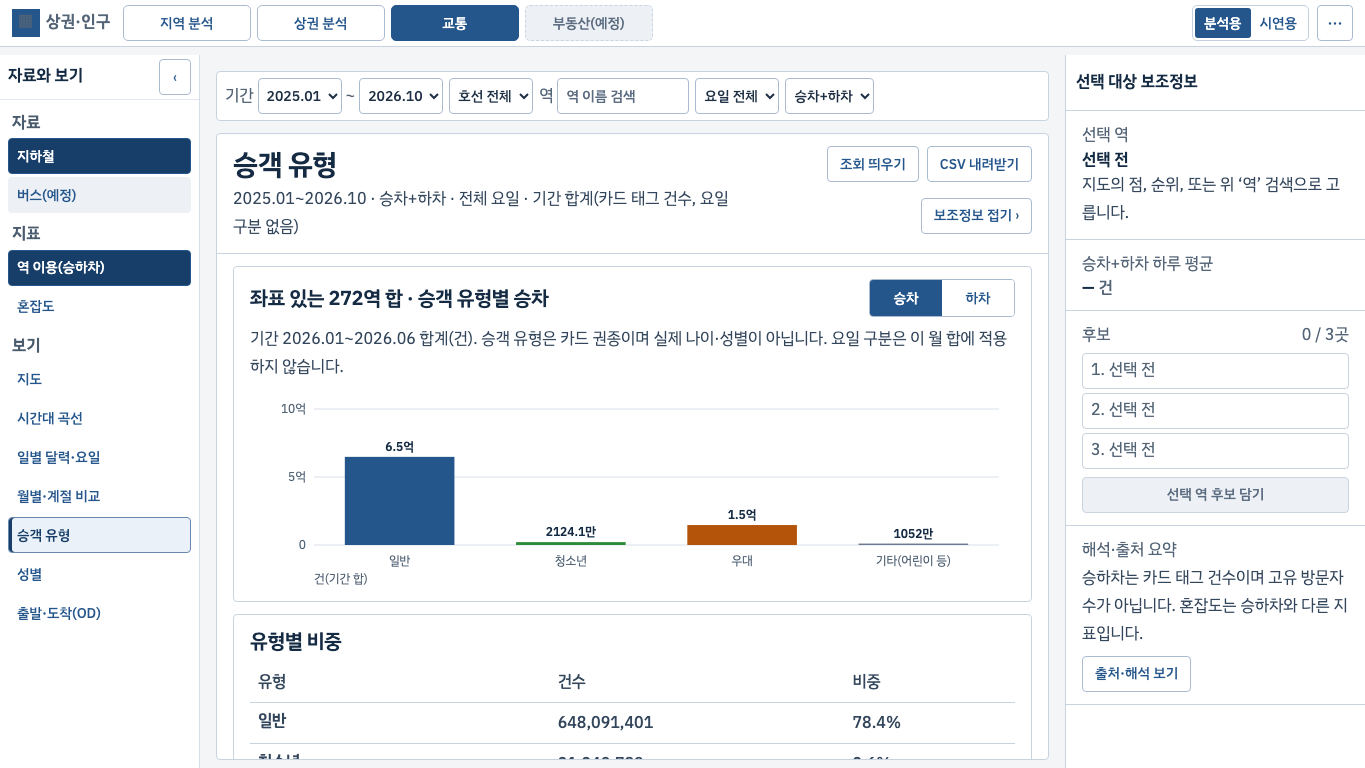 상권·인구
지역 분석
상권 분석
교통
부동산(예정)
분석용
시연용
···
자료와 보기
‹
자료
지하철
버스(예정)
지표
역 이용(승하차)
혼잡도
보기
지도
시간대 곡선
일별 달력·요일
월별·계절 비교
승객 유형
성별
출발·도착(OD)
기간
2025.01
~
2026.10
호선 전체
역
역 이름 검색
요일 전체
승차+하차
승객 유형
2025.01~2026.10 · 승차+하차 · 전체 요일 · 기간 합계(카드 태그 건수, 요일
구분 없음)
조회 띄우기
CSV 내려받기
보조정보 접기 ›
좌표 있는 272역 합 · 승객 유형별 승차
승차
하차
기간 2026.01~2026.06 합계(건). 승객 유형은 카드 권종이며 실제 나이·성별이 아닙니다. 요일 구분은 이 월 합에 적용
하지 않습니다.
10억
5억
0
6.5억
2124.1만
1.5억
1052만
일반
청소년
우대
기타(어린이 등)
건(기간 합)
유형별 비중
유형
건수
비중
일반
648,091,401
78.4%
선택 대상 보조정보
선택 역
선택 전
지도의 점, 순위, 또는 위 ‘역’ 검색으로 고
릅니다.
승차+하차 하루 평균
— 건
후보
0 / 3곳
1. 선택 전
2. 선택 전
3. 선택 전
선택 역 후보 담기
해석·출처 요약
승하차는 카드 태그 건수이며 고유 방문자
수가 아닙니다. 혼잡도는 승하차와 다른 지
표입니다.
출처·해석 보기